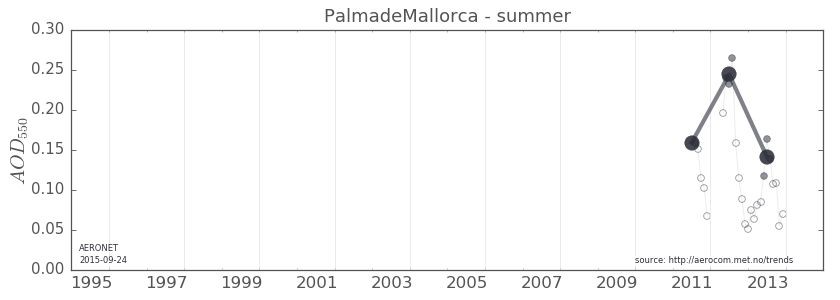 PalmadeMallorca - summer
0.30
0.25
0.20
0.15
0.10
0.05
0.00
AOD550
AERONET
2015-09-24
source: http://aerocom.met.no/trends
1995 1997 1999 2001 2003 2005 2007 2009 2011 2013